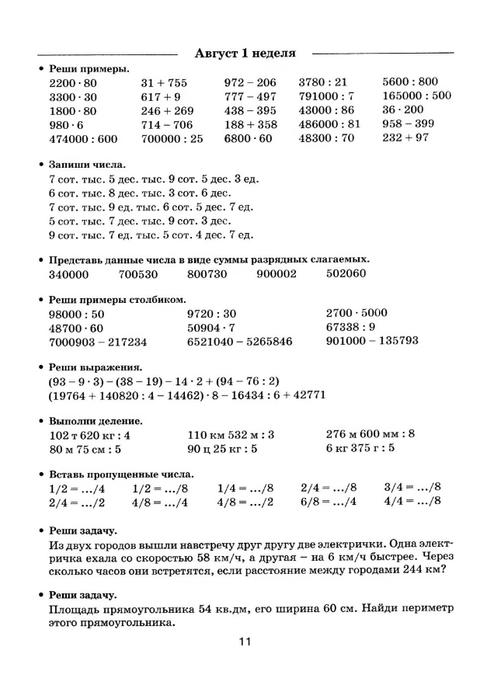 Август 1 неделя
• Реши примеры.
2200 · 80 31 + 755 972 – 206 3780 : 21 5600 : 800
3300 · 30 617 + 9 777 – 497 791000 : 7 165000 : 500
1800 · 80 246 + 269 438 – 395 43000 : 86 36 · 200
980 · 6 714 – 706 188 + 358 486000 : 81 958 – 399
474000 : 600 700000 : 25 6800 · 60 48300 : 70 232 + 97
• Запиши числа.
7 сот. тыс. 5 дес. тыс. 9 сот. 5 дес. 3 ед.
6 сот. тыс. 8 дес. тыс. 3 сот. 6 дес.
7 сот. тыс. 9 ед. тыс. 6 сот. 5 дес. 7 ед.
5 сот. тыс. 7 дес. тыс. 9 сот. 3 дес.
9 сот. тыс. 7 ед. тыс. 5 сот. 4 дес. 7 ед.
• Представь данные числа в виде суммы разрядных слагаемых.
340000 700530 800730 900002 502060
• Реши примеры столбиком.
98000 : 50 9720 : 30 2700 · 5000
48700 · 60 50904 · 7 67338 : 9
7000903 – 217234 6521040 – 5265846 901000 – 135793
• Реши выражения.
(93 – 9 · 3) – (38 – 19) – 14 · 2 + (94 – 76 : 2)
(19764 + 140820 : 4 – 14462) · 8 – 16434 : 6 + 42771
• Выполни деление.
102 т 620 кг : 4 110 км 532 м : 3 276 м 600 мм : 8
80 м 75 см : 5 90 ц 25 кг : 5 6 кг 375 г : 5
• Вставь пропущенные числа.
1/2 = .../4 1/2 = .../8 1/4 = .../8 2/4 = .../8 3/4 = .../8
2/4 = .../2 4/8 = .../4 4/8 = .../2 6/8 = .../4 4/4 = .../8
• Реши задачу.
Из двух городов вышли навстречу друг другу две электрички. Одна элект-
ричка ехала со скоростью 58 км/ч, а другая – на 6 км/ч быстрее. Через
сколько часов они встретятся, если расстояние между городами 244 км?
• Реши задачу.
Площадь прямоугольника 54 кв.дм, его ширина 60 см. Найди периметр
этого прямоугольника.
11